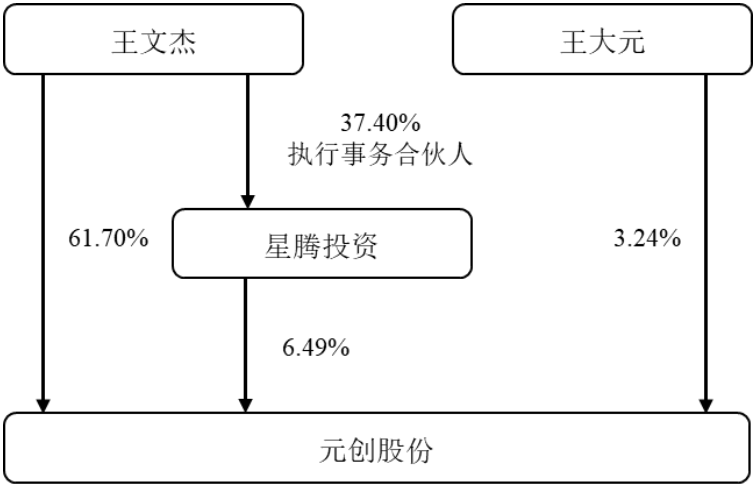 王文杰
王大元
37.40%
执行事务合伙人
61.70%
星腾投资
3.24%
6.49%
元创股份